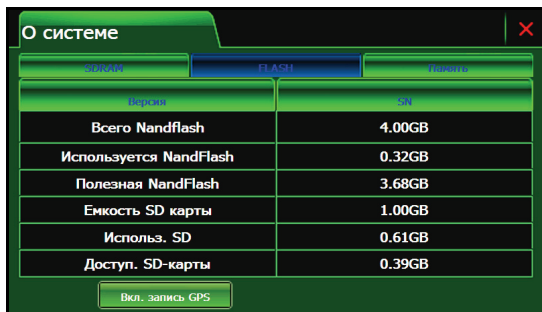 О системе
SDRAM FLASH Память
Версия SN
Всего Nandflash 4.00GB
Используется NandFlash 0.32GB
Полезная NandFlash 3.68GB
Емкость SD карты 1.00GB
Использ. SD 0.61GB
Доступ. SD-карты 0.39GB
Вкл. запись GPS